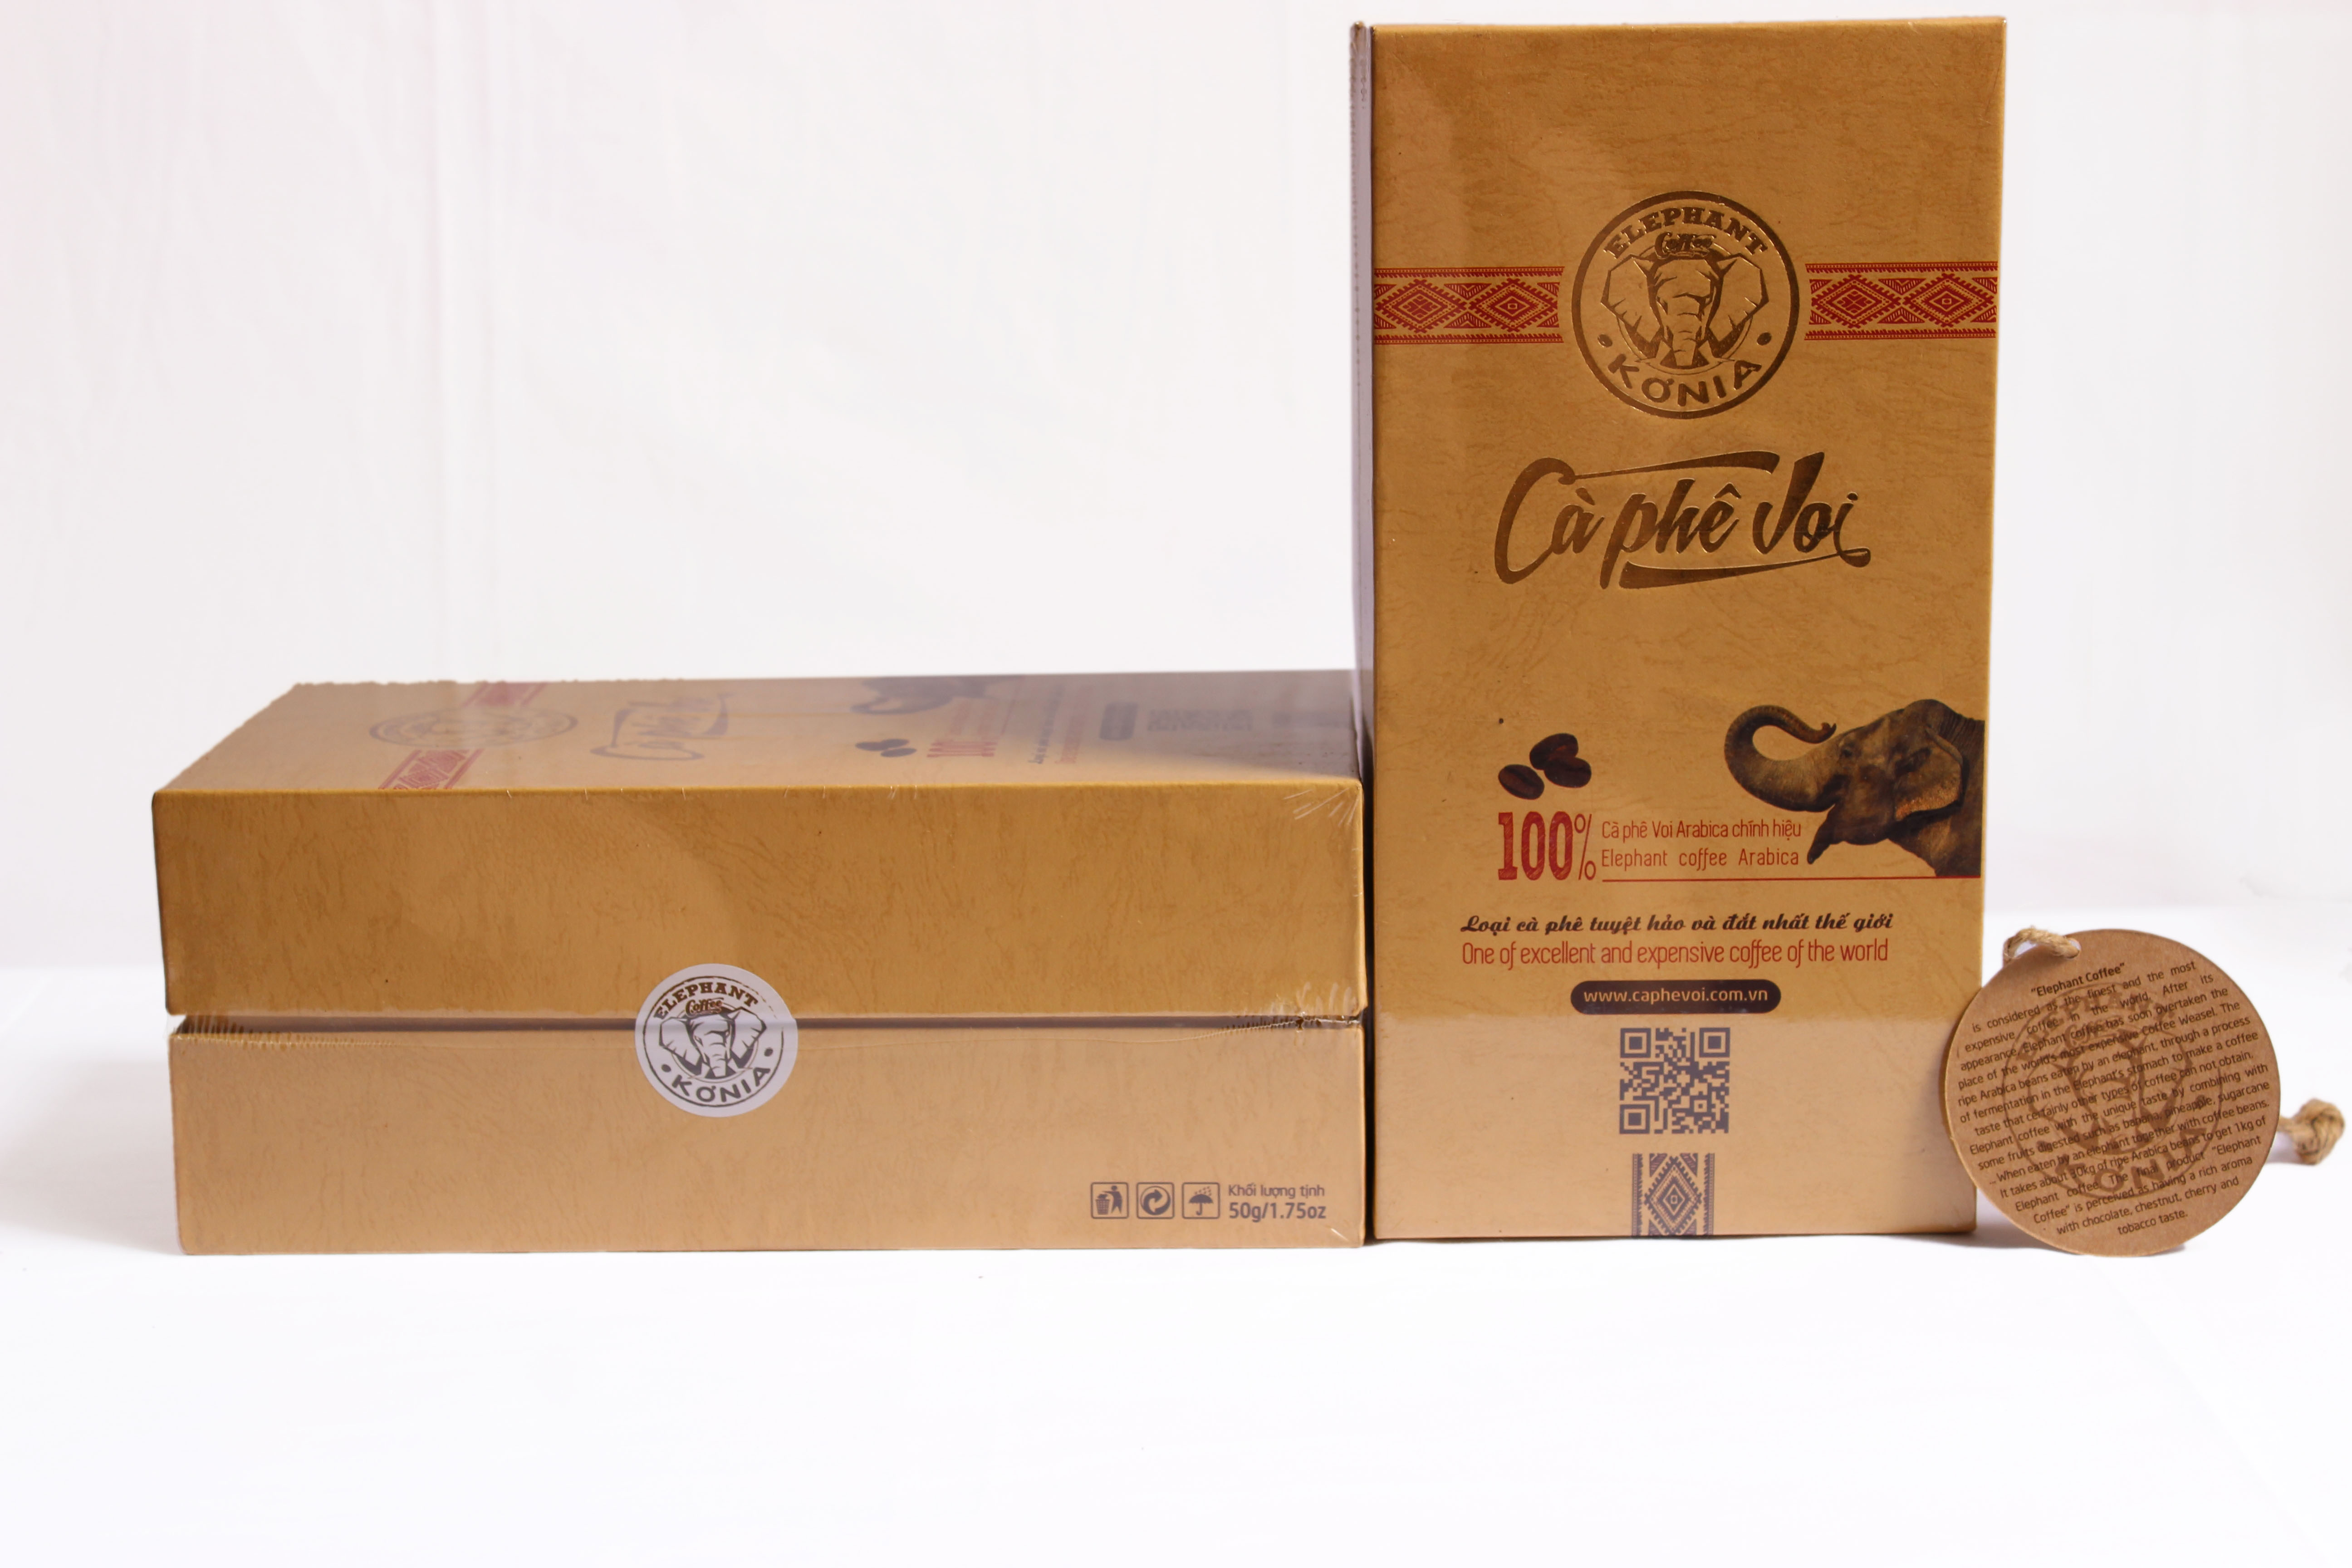 ELEPHANT
Coffee
KƠNIA
Cà phê Voi
100%
Cà phê Voi Arabica chính hiệu
Elephant coffee Arabica
Loại cà phê tuyệt hảo và đắt nhất thế giới
One of excellent and expensive coffee of the world
www.caphevoi.com.vn
ELEPHANT
Coffee
KƠNIA
Khối lượng tịnh
50g/1.75oz
100%
"Elephant Coffee"
is considered as the finest and the most
expensive coffee in the world. After its
appearance, Elephant Coffee has soon overtaken the
place of the world's most expensive Coffee Weasel. The
ripe Arabica beans eaten by an elephant, through a process
of fermentation in the Elephant's stomach to make a coffee
taste that certainly other types of coffee can not obtain.
Elephant coffee with the unique taste by combining with
some fruits digested such as banana, pineapple, sugarcane
When eaten by an elephant together with coffee beans.
It takes about 30kg of ripe Arabica beans to get 1kg of
Elephant coffee. The final product "Elephant
Coffee" is perceived as having a rich aroma
with chocolate, chestnut, cherry and
tobacco taste.